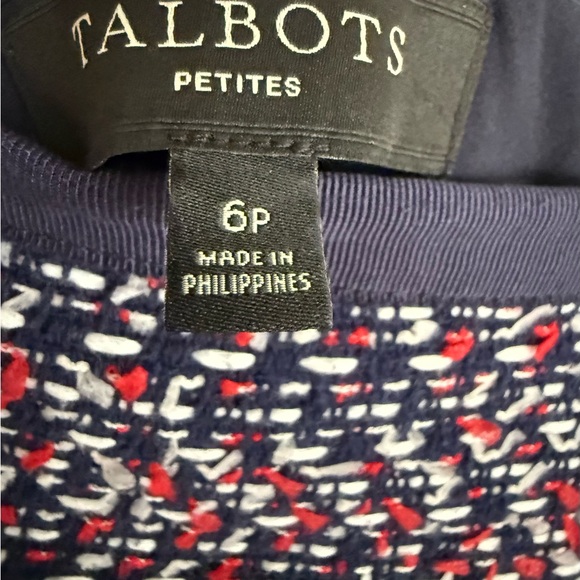 TALBOTS
PETITES
6P
MADE IN
PHILIPPINES